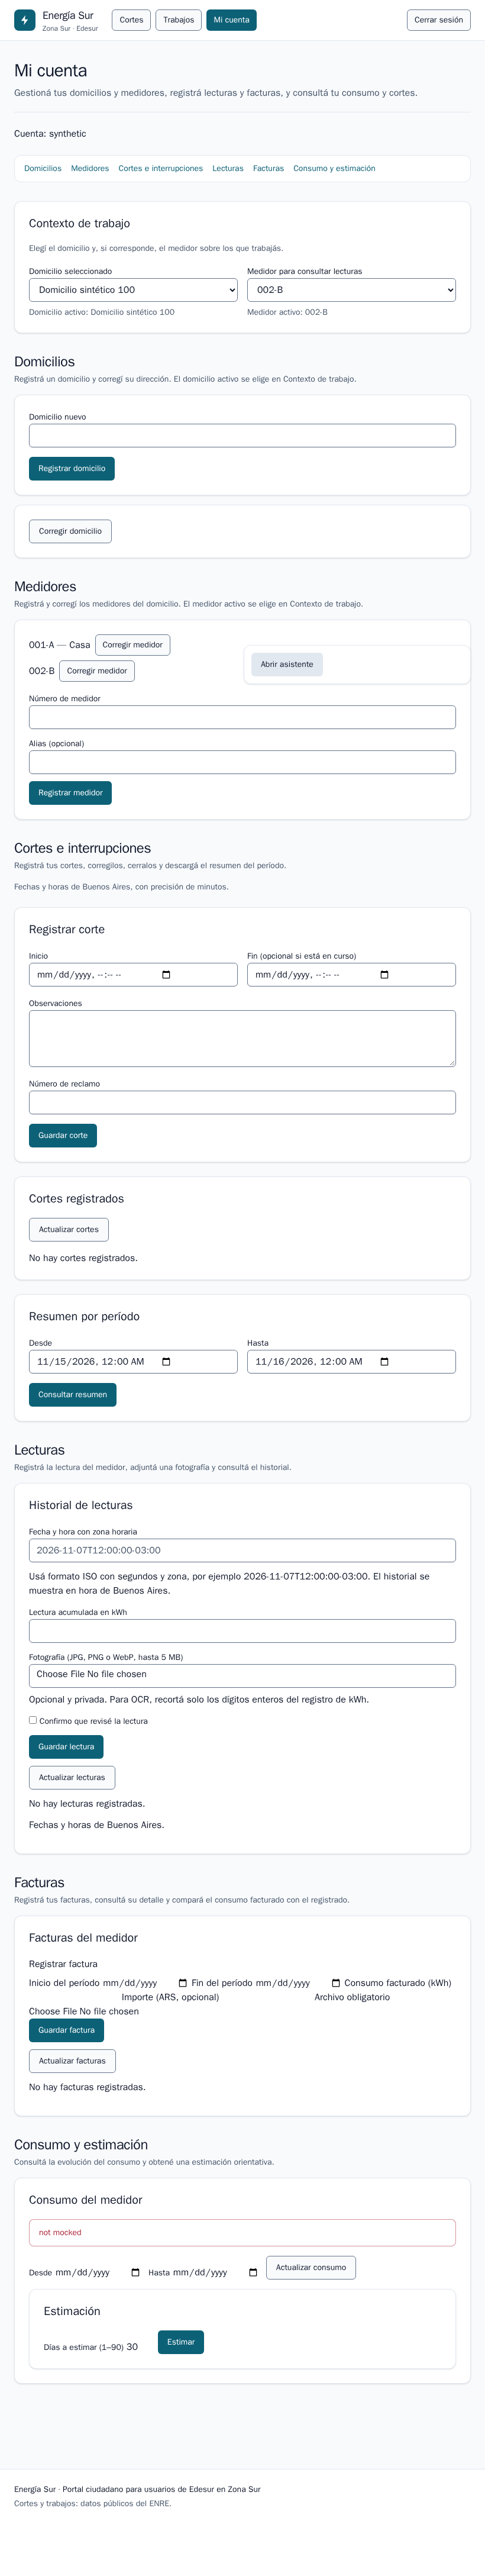 Energía Sur
Zona Sur · Edesur
Cortes
Trabajos
Mi cuenta
Cerrar sesión
Mi cuenta
Gestioná tus domicilios y medidores, registrá lecturas y facturas, y consultá tu consumo y cortes.
Cuenta: synthetic
Domicilios Medidores Cortes e interrupciones Lecturas Facturas Consumo y estimación
Contexto de trabajo
Elegí el domicilio y, si corresponde, el medidor sobre los que trabajás.
Domicilio seleccionado
Domicilio sintético 100
Domicilio activo: Domicilio sintético 100
Medidor para consultar lecturas
002-B
Medidor activo: 002-B
Domicilios
Registrá un domicilio y corregí su dirección. El domicilio activo se elige en Contexto de trabajo.
Domicilio nuevo
Registrar domicilio
Corregir domicilio
Medidores
Registrá y corregí los medidores del domicilio. El medidor activo se elige en Contexto de trabajo.
001-A — Casa Corregir medidor
002-B Corregir medidor
Abrir asistente
Número de medidor
Alias (opcional)
Registrar medidor
Cortes e interrupciones
Registrá tus cortes, corregilos, cerralos y descargá el resumen del período.
Fechas y horas de Buenos Aires, con precisión de minutos.
Registrar corte
Inicio
mm/dd/yyyy, --:-- --
Fin (opcional si está en curso)
mm/dd/yyyy, --:-- --
Observaciones
Número de reclamo
Guardar corte
Cortes registrados
Actualizar cortes
No hay cortes registrados.
Resumen por período
Desde
11/15/2026, 12:00 AM
Hasta
11/16/2026, 12:00 AM
Consultar resumen
Lecturas
Registrá la lectura del medidor, adjuntá una fotografía y consultá el historial.
Historial de lecturas
Fecha y hora con zona horaria
2026-11-07T12:00:00-03:00
Usá formato ISO con segundos y zona, por ejemplo 2026-11-07T12:00:00-03:00. El historial se
muestra en hora de Buenos Aires.
Lectura acumulada en kWh
Fotografía (JPG, PNG o WebP, hasta 5 MB)
Choose File No file chosen
Opcional y privada. Para OCR, recortá solo los dígitos enteros del registro de kWh.
Confirmo que revisé la lectura
Guardar lectura
Actualizar lecturas
No hay lecturas registradas.
Fechas y horas de Buenos Aires.
Facturas
Registrá tus facturas, consultá su detalle y compará el consumo facturado con el registrado.
Facturas del medidor
Registrar factura
Inicio del período mm/dd/yyyy Fin del período mm/dd/yyyy Consumo facturado (kWh)
Importe (ARS, opcional) Archivo obligatorio
Choose File No file chosen
Guardar factura
Actualizar facturas
No hay facturas registradas.
Consumo y estimación
Consultá la evolución del consumo y obtené una estimación orientativa.
Consumo del medidor
not mocked
Desde mm/dd/yyyy Hasta mm/dd/yyyy Actualizar consumo
Estimación
Días a estimar (1–90) 30 Estimar
Energía Sur · Portal ciudadano para usuarios de Edesur en Zona Sur
Cortes y trabajos: datos públicos del ENRE.